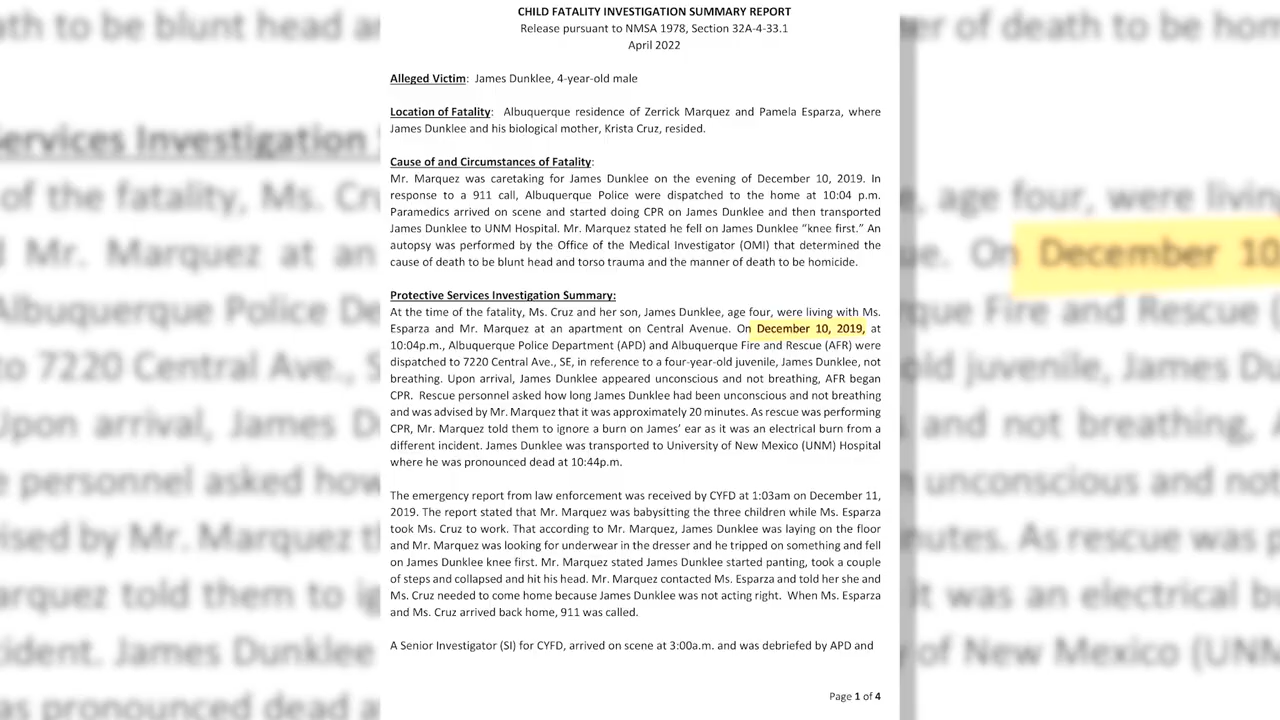 CHILD FATALITY INVESTIGATION SUMMARY REPORT
Release pursuant to NMSA 1978, Section 32A-4-33.1
April 2022
Alleged Victim: James Dunklee, 4-year-old male
Location of Fatality: Albuquerque residence of Zerrick Marquez and Pamela Esparza, where
James Dunklee and his biological mother, Krista Cruz, resided.
Cause of and Circumstances of Fatality:
Mr. Marquez was caretaking for James Dunklee on the evening of December 10, 2019. In
response to a 911 call, Albuquerque Police were dispatched to the home at 10:04 p.m.
Paramedics arrived on scene and started doing CPR on James Dunklee and then transported
James Dunklee to UNM Hospital. Mr. Marquez stated he fell on James Dunklee “knee first.” An
autopsy was performed by the Office of the Medical Investigator (OMI) that determined the
cause of death to be blunt head and torso trauma and the manner of death to be homicide.
Protective Services Investigation Summary:
At the time of the fatality, Ms. Cruz and her son, James Dunklee, age four, were living with Ms.
Esparza and Mr. Marquez at an apartment on Central Avenue. On December 10, 2019, at
10:04p.m., Albuquerque Police Department (APD) and Albuquerque Fire and Rescue (AFR) were
dispatched to 7220 Central Ave., SE, in reference to a four-year-old juvenile, James Dunklee, not
breathing. Upon arrival, James Dunklee appeared unconscious and not breathing, AFR began
CPR. Rescue personnel asked how long James Dunklee had been unconscious and not breathing
and was advised by Mr. Marquez that it was approximately 20 minutes. As rescue was performing
CPR, Mr. Marquez told them to ignore a burn on James’ ear as it was an electrical burn from a
different incident. James Dunklee was transported to University of New Mexico (UNM) Hospital
where he was pronounced dead at 10:44p.m.
The emergency report from law enforcement was received by CYFD at 1:03am on December 11,
2019. The report stated that Mr. Marquez was babysitting the three children while Ms. Esparza
took Ms. Cruz to work. That according to Mr. Marquez, James Dunklee was laying on the floor
and Mr. Marquez was looking for underwear in the dresser and he tripped on something and fell
on James Dunklee knee first. Mr. Marquez stated James Dunklee started panting, took a couple
of steps and collapsed and hit his head. Mr. Marquez contacted Ms. Esparza and told her she and
Ms. Cruz needed to come home because James Dunklee was not acting right. When Ms. Esparza
and Ms. Cruz arrived back home, 911 was called.
A Senior Investigator (SI) for CYFD, arrived on scene at 3:00a.m. and was debriefed by APD and
Page 1 of 4